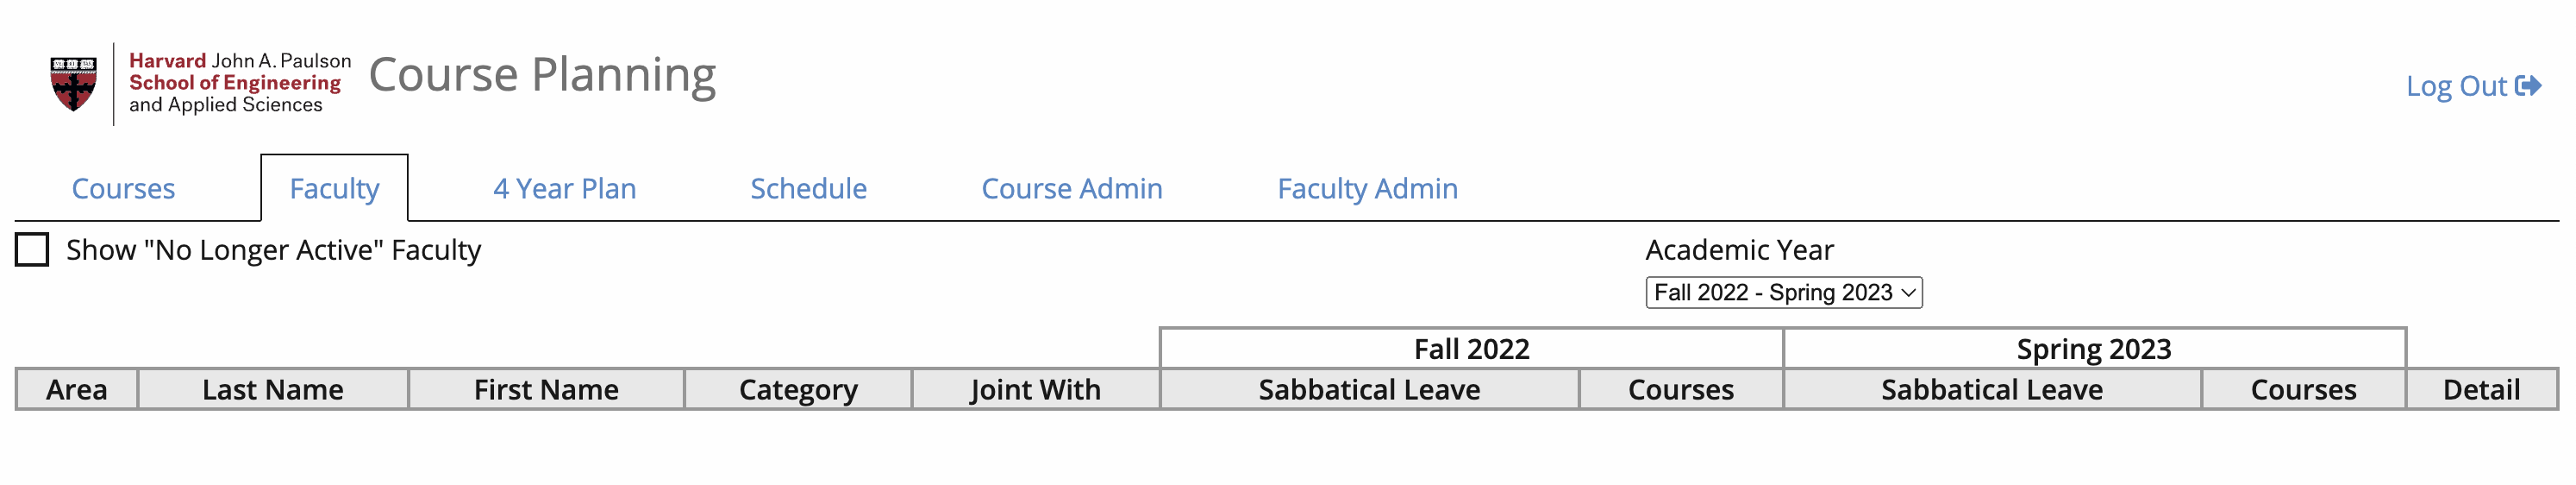 Harvard John A. Paulson
School of Engineering
and Applied Sciences
Course Planning
Log Out
Courses
Faculty
4 Year Plan
Schedule
Course Admin
Faculty Admin
Show "No Longer Active" Faculty
Academic Year
Fall 2022 - Spring 2023
Fall 2022
Spring 2023
Area
Last Name
First Name
Category
Joint With
Sabbatical Leave
Courses
Sabbatical Leave
Courses
Detail